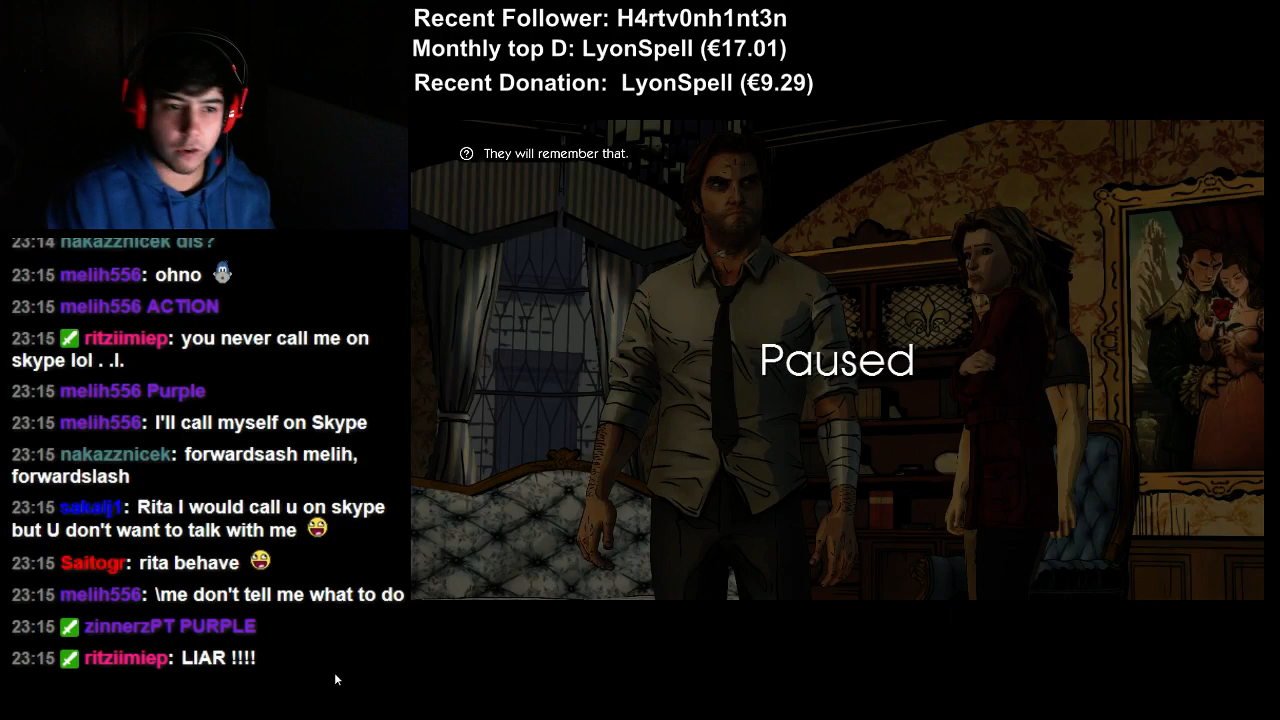 Recent Follower: H4rtv0nh1nt3n
Monthly top D: LyonSpell (€17.01)
Recent Donation: LyonSpell (€9.29)
They will remember that.
Paused
23:14 nakazznicek dis?
23:15 melih556: ohno
23:15 melih556 ACTION
23:15 ritziimiep: you never call me on
skype lol . .l.
23:15 melih556 Purple
23:15 melih556: I'll call myself on Skype
23:15 nakazznicek: forwardsash melih,
forwardslash
23:15 sakalj1: Rita I would call u on skype
but U don't want to talk with me
23:15 Saitogr: rita behave
23:15 melih556: \me don't tell me what to do
23:15 zinnerzPT PURPLE
23:15 ritziimiep: LIAR !!!!